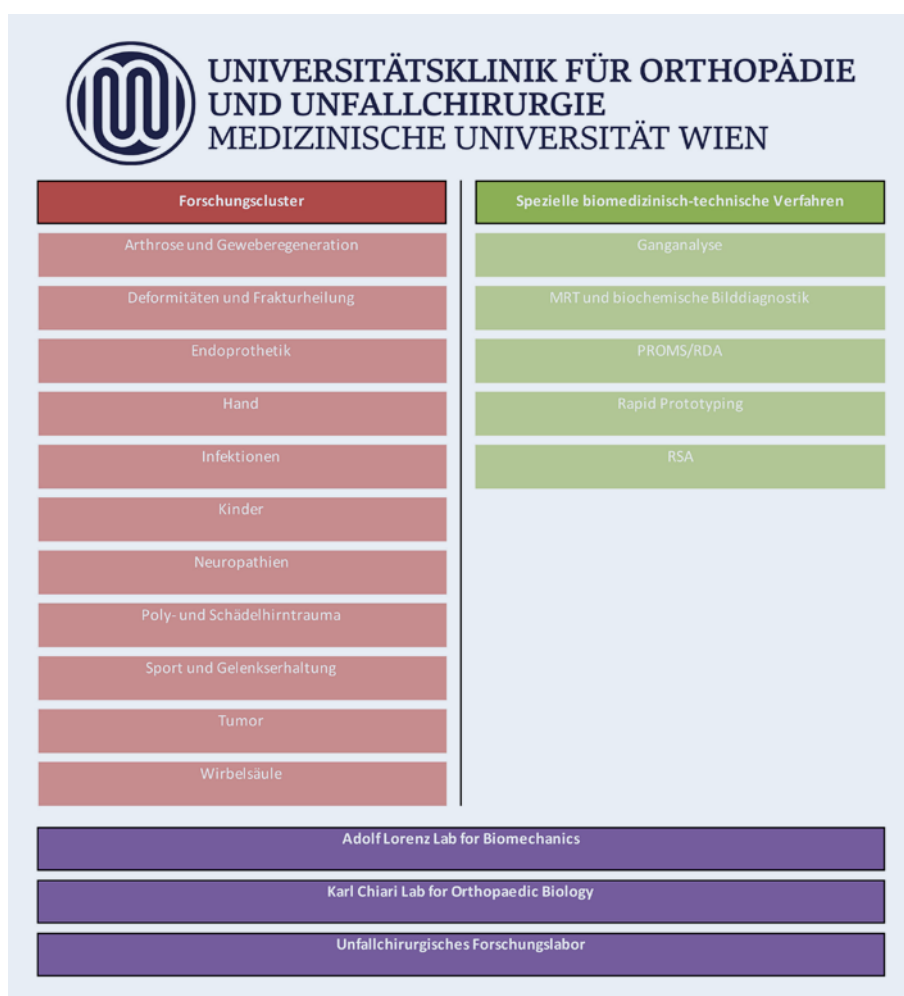 UNIVERSITÄTSKLINIK FÜR ORTHOPÄDIE
UND UNFALLCHIRURGIE
MEDIZINISCHE UNIVERSITÄT WIEN
Forschungscluster
Arthrose und Geweberegeneration
Deformitäten und Frakturheilung
Endoprothetik
Hand
Infektionen
Kinder
Neuropathien
Poly- und Schädelhirntrauma
Sport und Gelenkserhaltung
Tumor
Wirbelsäule
Spezielle biomedizinisch-technische Verfahren
Ganganalyse
MRT und biochemische Bilddiagnostik
PROMS/RDA
Rapid Prototyping
RSA
Adolf Lorenz Lab for Biomechanics
Karl Chiari Lab for Orthopaedic Biology
Unfallchirurgisches Forschungslabor